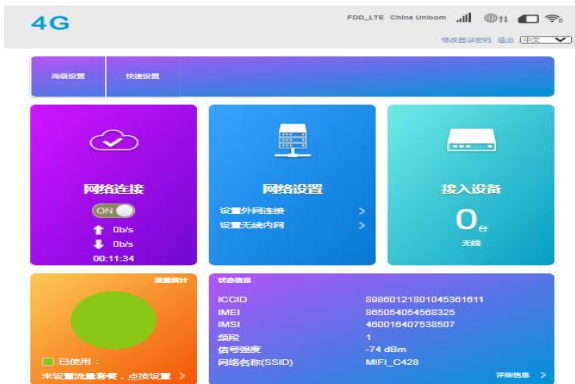 4G
FDD_LTE China Unicom
修改登录密码 退出 中文
高级设置 快速设置
网络连接
ON
0b/s
0b/s
00:11:34
网络设置
设置外网连接 >
设置无线内网 >
接入设备
0台
无线
流量统计
已使用：
未设置流量套餐，点按设置 >
状态信息
ICCID 89860121801045361611
IMEI 865054054568325
IMSI 460016407538507
频段 1
信号强度 -74 dBm
网络名称(SSID) MIFI_C428
详细信息 >